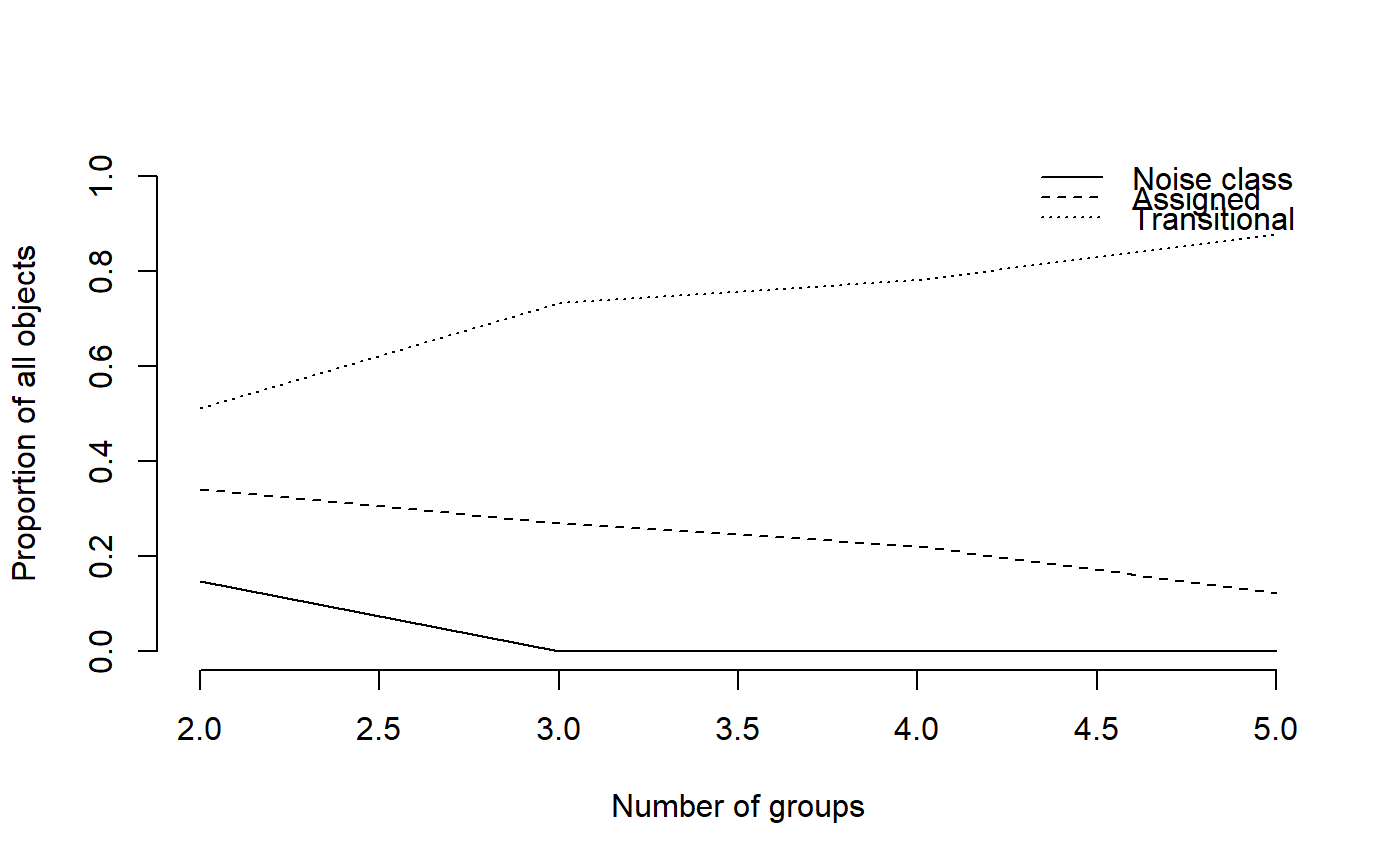 Noise class
Assigned
Transitional
Proportion of all objects
1.0
0.8
0.6
0.4
0.2
0.0
2.0 2.5 3.0 3.5 4.0 4.5 5.0
Number of groups